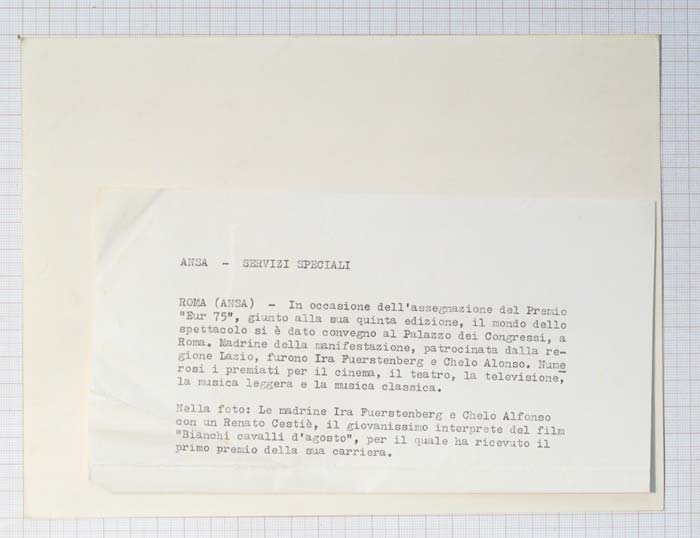 ANSA - SERVIZI SPECIALI
ROMA (ANSA) - In occasione dell'assegnazione del Premio
"Eur 75", giunto alla sua quinta edizione, il mondo dello
spettacolo si è dato convegno al Palazzo dei Congressi, a
Roma. Madrine della manifestazione, patrocinata dalla re-
gione Lazio, furono Ira Fuerstenberg e Chelo Alonso. Nume
rosi i premiati per il cinema, il teatro, la televisione,
la musica leggera e la musica classica.
Nella foto: Le madrine Ira Fuerstenberg e Chelo Alfonso
con un Renato Cestiè, il giovanissimo interprete del film
"Bianchi cavalli d'agosto", per il quale ha ricevuto il
primo premio della sua carriera.